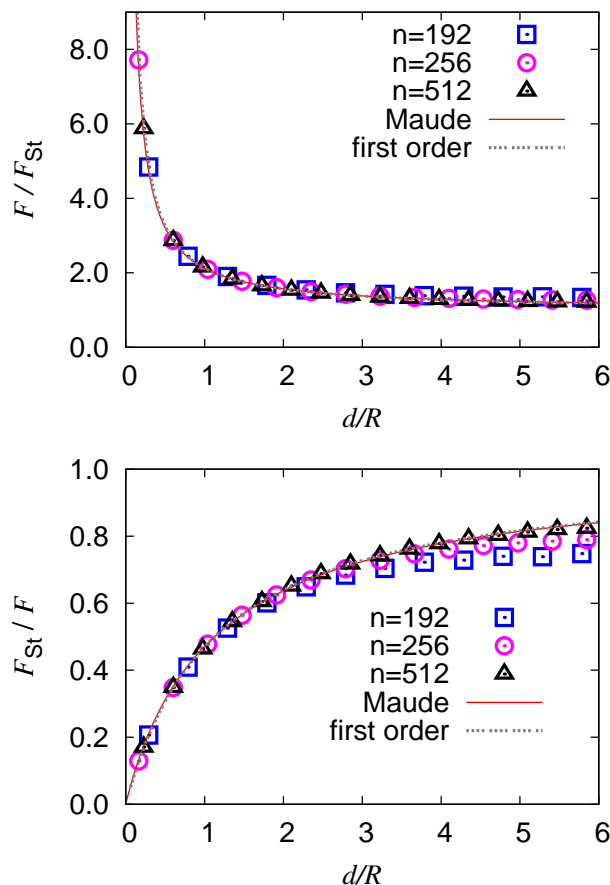 8.0
6.0
4.0
2.0
0.0
F / F_St
n=192
n=256
n=512
Maude
first order
0 1 2 3 4 5 6
d/R
1.0
0.8
0.6
0.4
0.2
0.0
F_St / F
n=192
n=256
n=512
Maude
first order
0 1 2 3 4 5 6
d/R